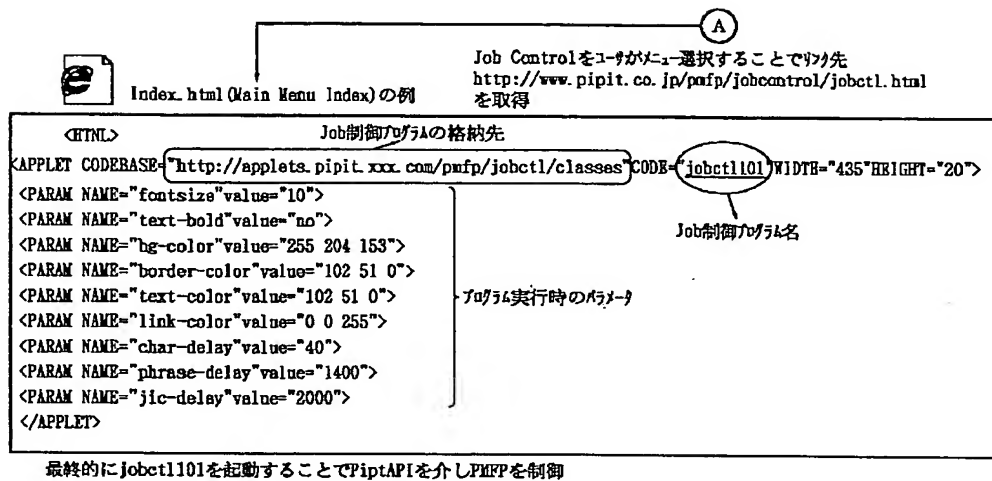 A
Job Controlをユーザがメニュー選択することでリンク先
http://www.pipit.co.jp/pmfp/jobcontrol/jobctl.html
を取得
Index.html(Main Menu Index)の例
<HTML>
Job制御プログラムの格納先
<APPLET CODEBASE="http://applets.pipit.xxx.com/pmfp/jobctl/classes"CODE="jobctl101"WIDTH="435"HEIGHT="20">
Job制御プログラム名
<PARAM NAME="fontsize"value="10">
<PARAM NAME="text-bold"value="no">
<PARAM NAME="bg-color"value="255 204 153">
<PARAM NAME="border-color"value="102 51 0">
<PARAM NAME="text-color"value="102 51 0">
プログラム実行時のパラメータ
<PARAM NAME="link-color"value="0 0 255">
<PARAM NAME="char-delay"value="40">
<PARAM NAME="phrase-delay"value="1400">
<PARAM NAME="jic-delay"value="2000">
</APPLET>
最終的にjobctl101を起動することでPiptAPIを介しPMFPを制御